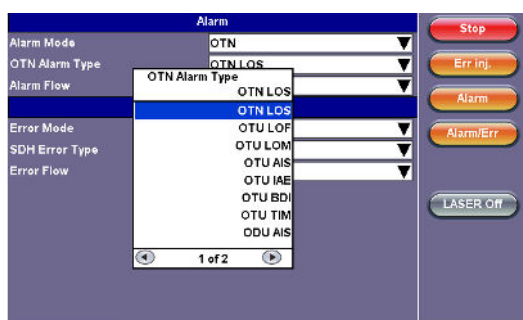 Alarm
Alarm Mode OTN
OTN Alarm Type OTN LOS
Alarm Flow
Error Mode
SDH Error Type
Error Flow
OTN Alarm Type
OTN LOS
OTN LOS
OTU LOF
OTU LOM
OTU AIS
OTU IAE
OTU BDI
OTU TIM
ODU AIS
1 of 2
Stop
Err inj.
Alarm
Alarm/Err
LASER Off